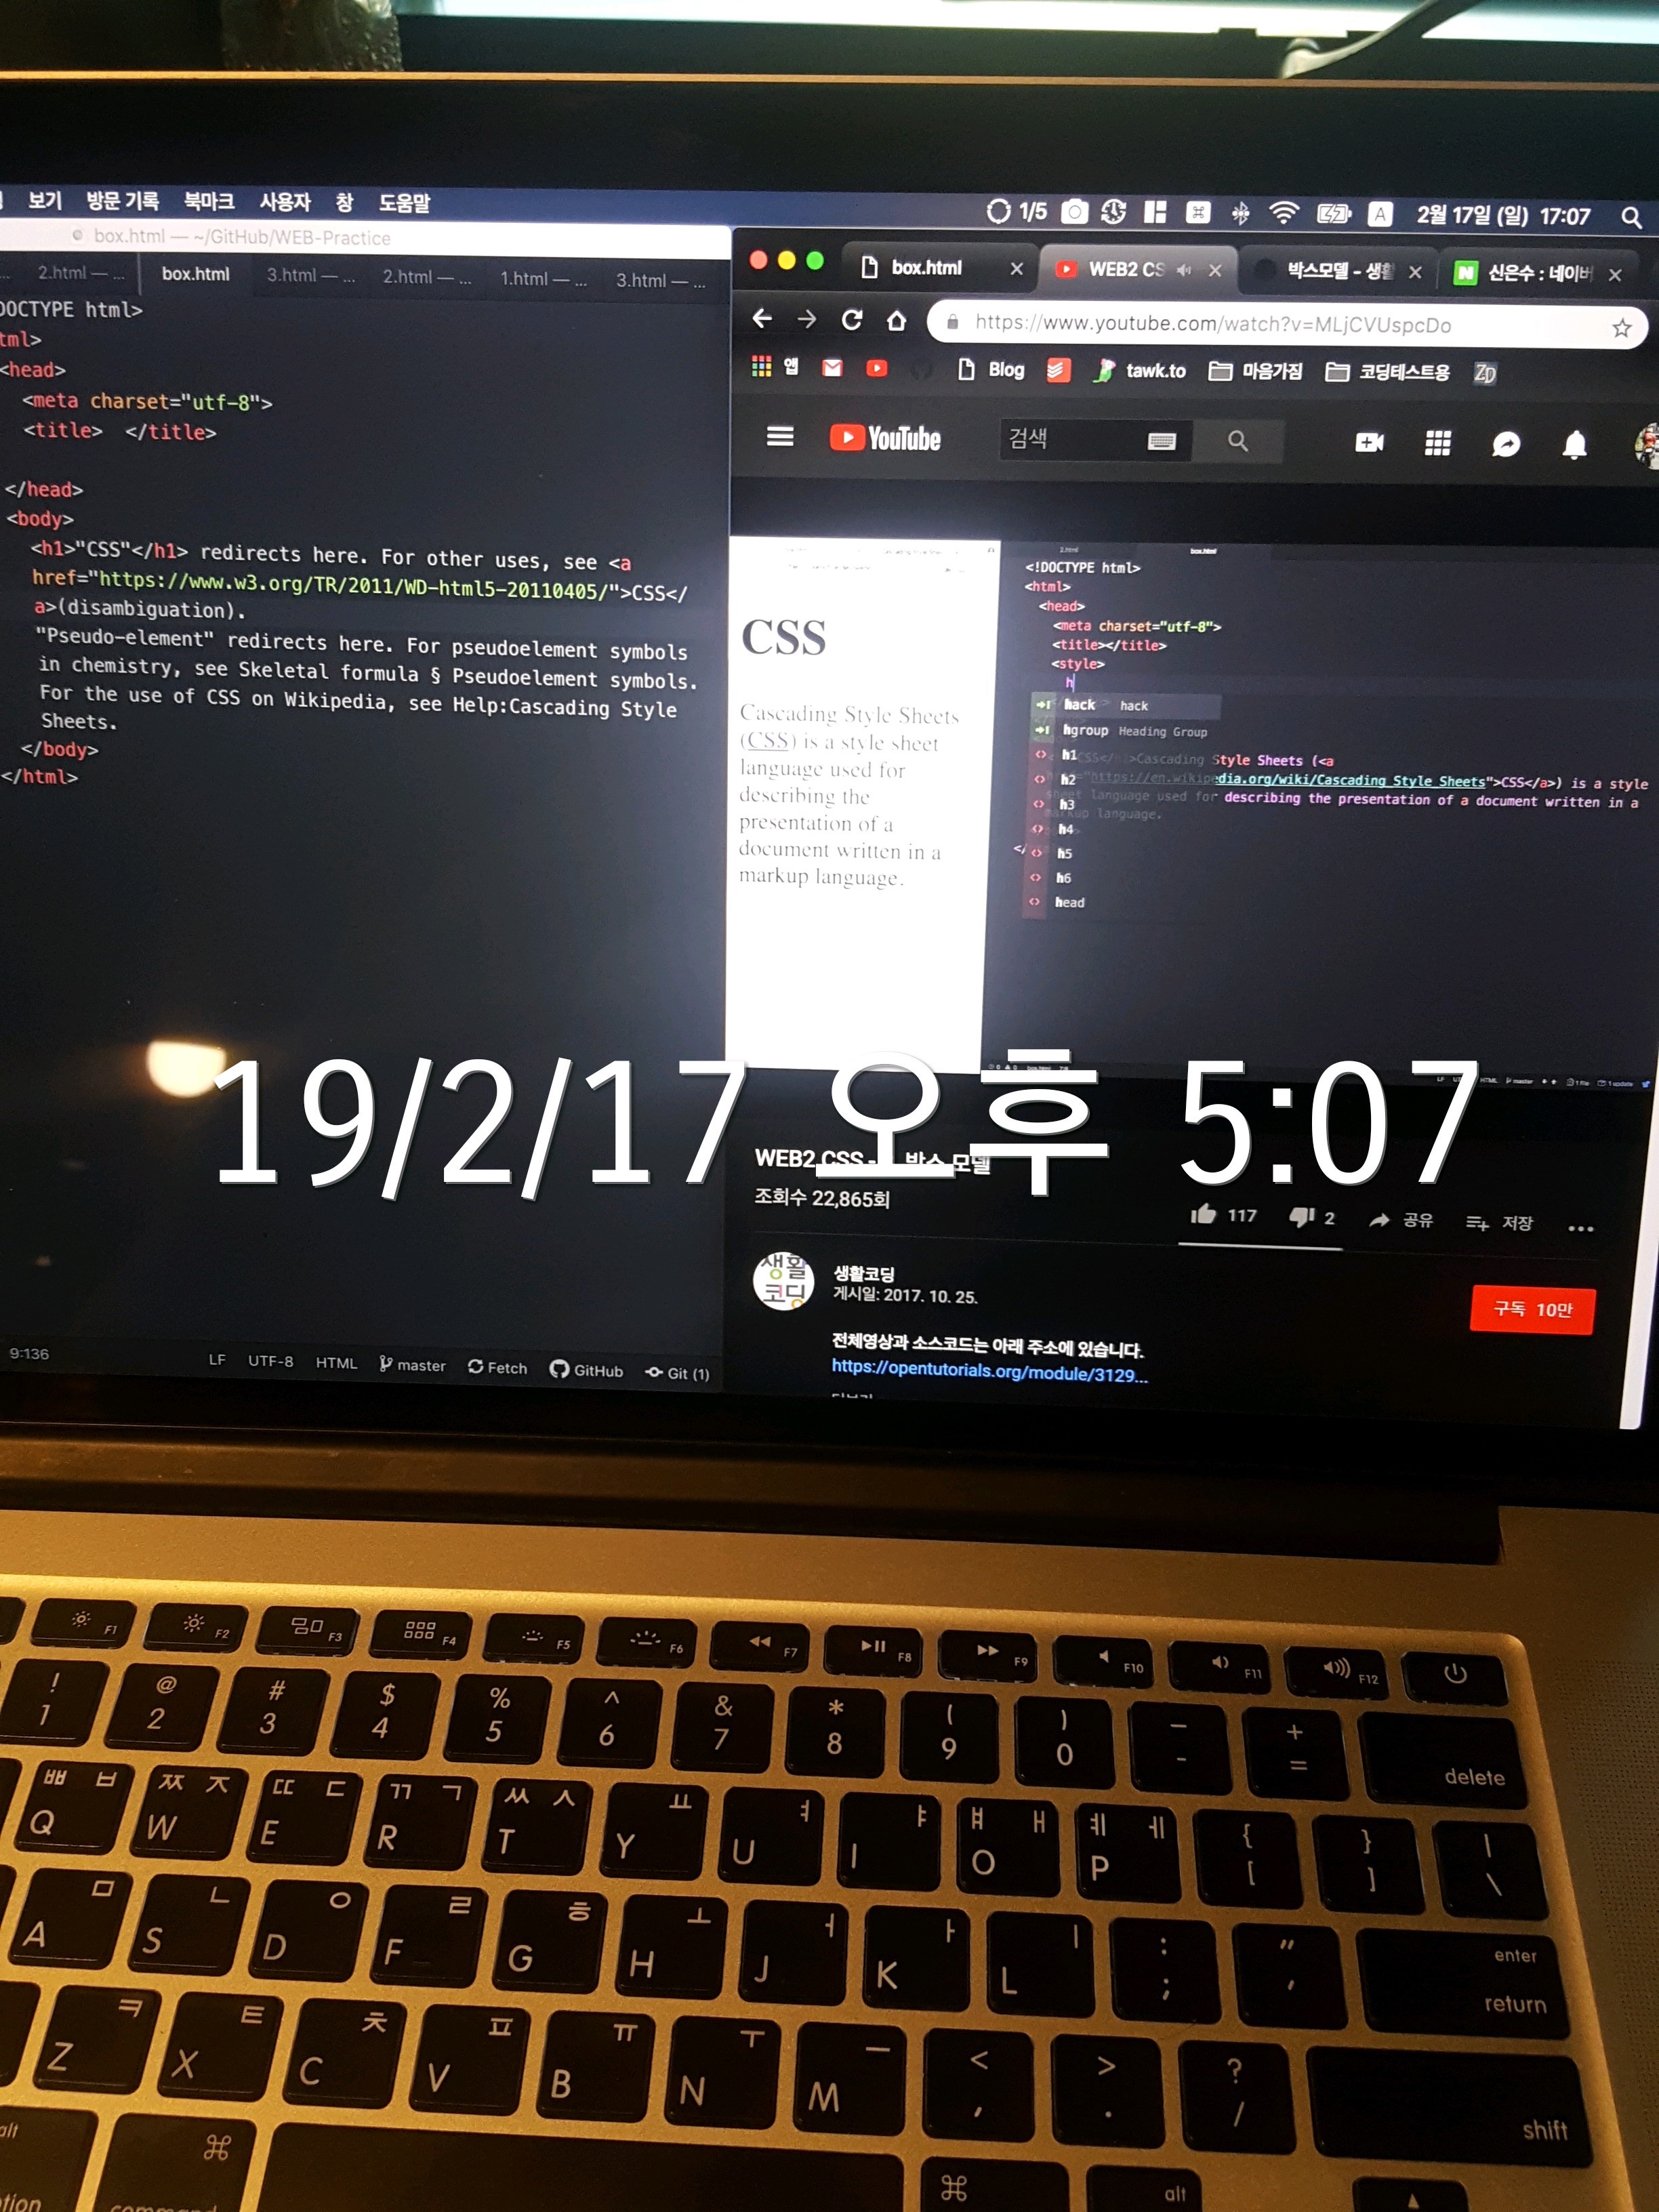 보기 방문 기록 북마크 사용자 창 도움말
1/5 A 2월 17일 (일) 17:07
box.html — ~/GitHub/WEB-Practice
2.html — ... box.html 3.html — ... 2.html — ... 1.html — ... 3.html — ...
DOCTYPE html>
tml>
<head>
<meta charset="utf-8">
<title> </title>
</head>
<body>
<h1>"CSS"</h1> redirects here. For other uses, see <a
href="https://www.w3.org/TR/2011/WD-html5-20110405/">CSS</
a>(disambiguation).
"Pseudo-element" redirects here. For pseudoelement symbols
in chemistry, see Skeletal formula § Pseudoelement symbols.
For the use of CSS on Wikipedia, see Help:Cascading Style
Sheets.
</body>
</html>
9:136 LF UTF-8 HTML master Fetch GitHub Git (1)
box.html WEB2 CS 박스모델 - 생활 신은수 : 네이버
https://www.youtube.com/watch?v=MLjCVUspcDo
앱 Blog tawk.to 마음가짐 코딩테스트용 Zp
YouTube 검색
CSS
Cascading Style Sheets
(CSS) is a style sheet
language used for
describing the
presentation of a
document written in a
markup language.
2.html box.html
<!DOCTYPE html>
<html>
<head>
<meta charset="utf-8">
<title></title>
<style>
h
hack hack
hgroup Heading Group
h1 CSS</h1>Cascading Style Sheets (<a
h2 ="https://en.wikipedia.org/wiki/Cascading_Style_Sheets">CSS</a>) is a style
h3 sheet language used for describing the presentation of a document written in a
markup language.
h4
h5
h6
head
19/2/17 오후 5:07
WEB2 CSS - 박스 모델
조회수 22,865회
117 2 공유 저장
생활코딩
생활코딩
게시일: 2017. 10. 25.
구독 10만
전체영상과 소스코드는 아래 주소에 있습니다.
https://opentutorials.org/module/3129...
F1 F2 F3 F4 F5 F6 F7 F8 F9 F10 F11 F12
! 1 @ 2 # 3 $ 4 % 5 ^ 6 & 7 * 8 ( 9 ) 0 — - + = delete
ㅃ ㅂ Q ㅉ ㅈ W ㄸ ㄷ E ㄲ ㄱ R ㅆ ㅅ T ㅛ Y ㅕ U ㅑ I ㅒ ㅐ O ㅖ ㅔ P { [ } ] | \
ㅁ A ㄴ S ㅇ D ㄹ F ㅎ G ㅗ H ㅓ J ㅏ K ㅣ L : ; " ' enter return
ㅋ Z ㅌ X ㅊ C ㅍ V ㅠ B ㅜ N ㅡ M < , > . ? / shift
alt ⌘ ⌘ alt
tion command